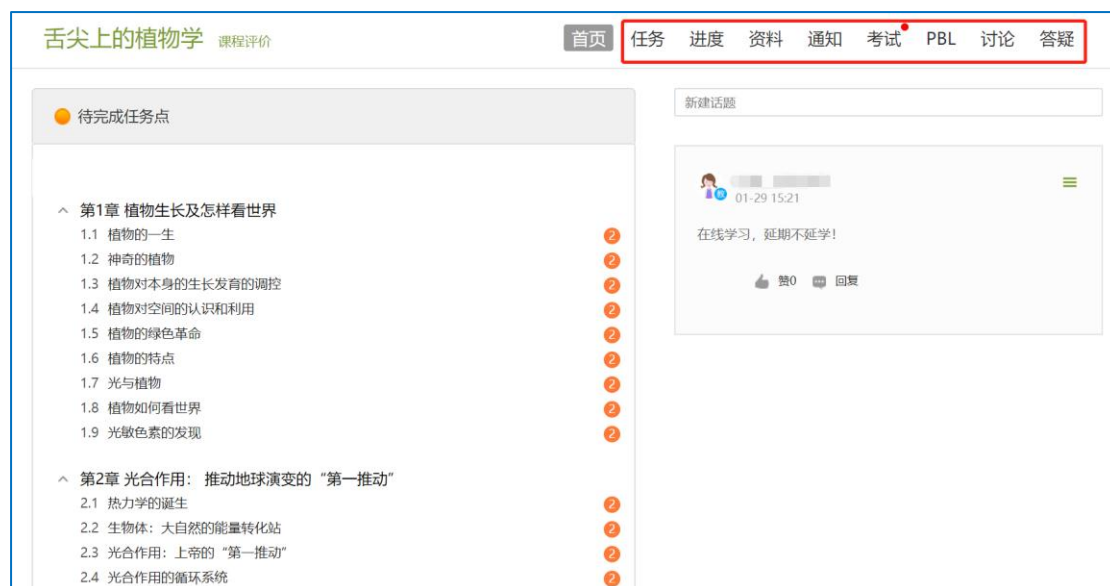 舌尖上的植物学 课程评价 首页 任务 进度 资料 通知 考试 PBL 讨论 答疑
待完成任务点
第1章 植物生长及怎样看世界
1.1 植物的一生 2
1.2 神奇的植物 2
1.3 植物对本身的生长发育的调控 2
1.4 植物对空间的认识和利用 2
1.5 植物的绿色革命 2
1.6 植物的特点 2
1.7 光与植物 2
1.8 植物如何看世界 2
1.9 光敏色素的发现 2
第2章 光合作用: 推动地球演变的“第一推动”
2.1 热力学的诞生 2
2.2 生物体: 大自然的能量转化站 2
2.3 光合作用: 上帝的“第一推动” 2
2.4 光合作用的循环系统 2
新建话题
教
01-29 15:21
在线学习, 延期不延学!
赞0 回复